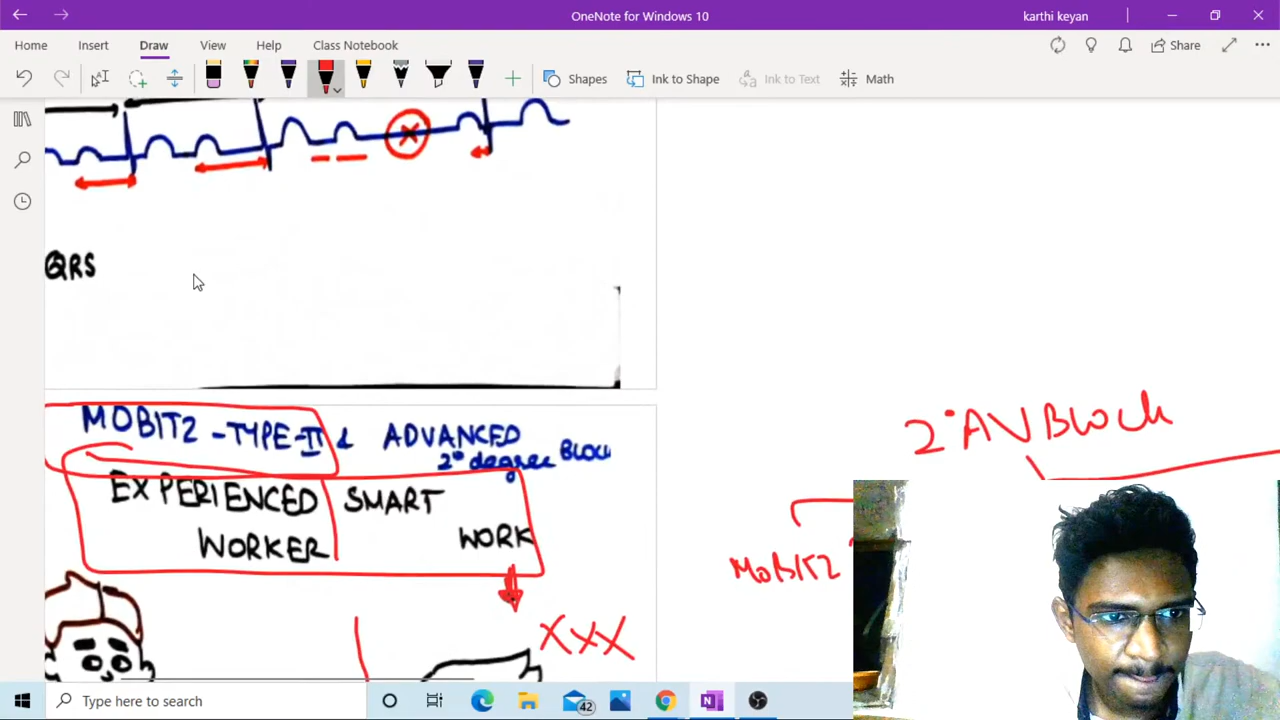 OneNote for Windows 10
karthi keyan
Home Insert Draw View Help Class Notebook
Share
Shapes
Ink to Shape
Ink to Text
Math
QRS
MOBITZ -TYPE-II & ADVANCED
2° degree BLOCK
EXPERIENCED SMART
WORKER WORK
XXX
2° AV Block
MOBITZ
Type here to search
42